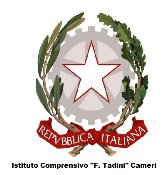 REPVBBLICA ITALIANA
Istituto Comprensivo "F. Tadini" Cameri